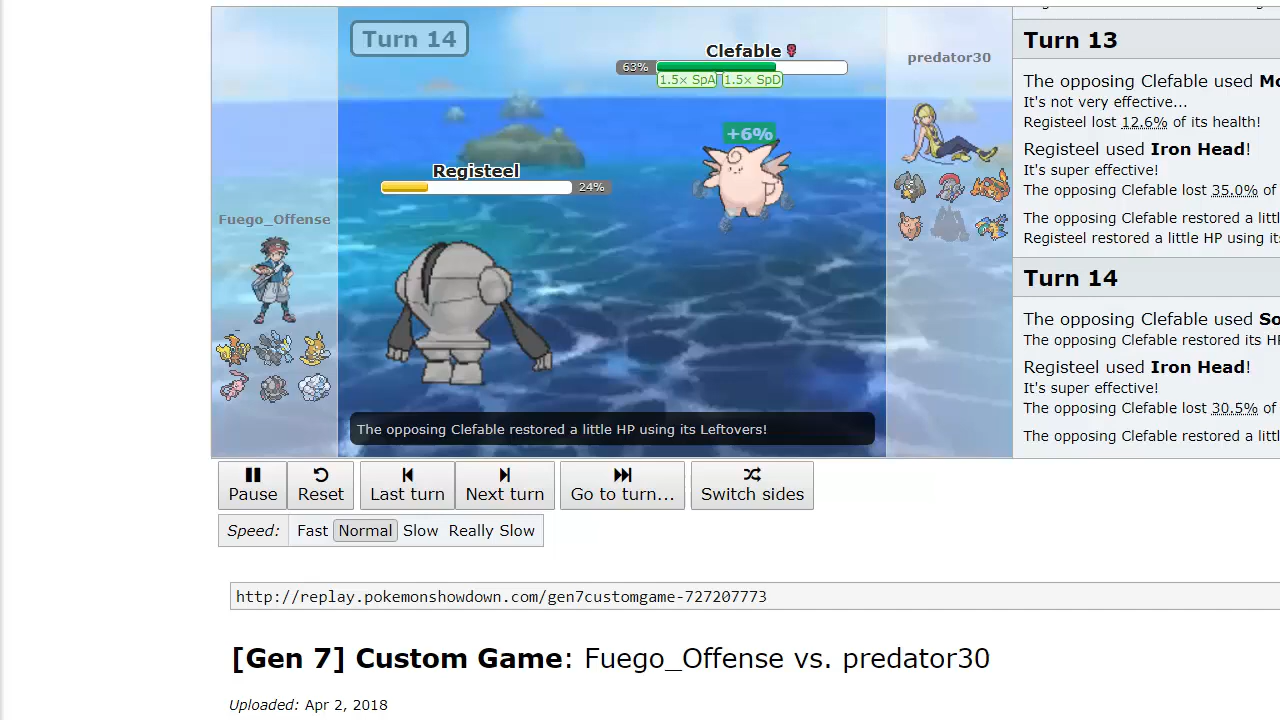 Turn 14
Clefable
63%
1.5× SpA 1.5× SpD
+6%
Registeel
24%
Fuego_Offense
predator30
The opposing Clefable restored a little HP using its Leftovers!
Turn 13
The opposing Clefable used
It's not very effective...
Registeel lost 12.6% of its health!
Registeel used Iron Head!
It's super effective!
The opposing Clefable lost 35.0% of
The opposing Clefable restored a
Registeel restored a little HP using
Turn 14
The opposing Clefable used
The opposing Clefable restored its
Registeel used Iron Head!
It's super effective!
The opposing Clefable lost 30.5% of
The opposing Clefable restored a
Pause Reset Last turn Next turn Go to turn... Switch sides
Speed: Fast Normal Slow Really Slow
http://replay.pokemonshowdown.com/gen7customgame-727207773
[Gen 7] Custom Game: Fuego_Offense vs. predator30
Uploaded: Apr 2, 2018